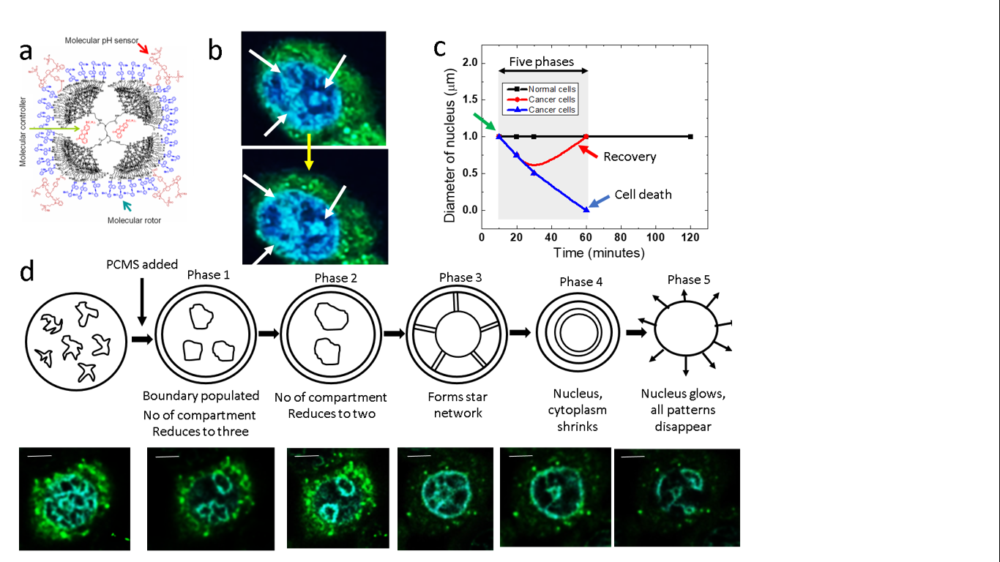 a
Molecular pH sensor
Molecular controller
Molecular rotor
b
c
Five phases
Normal cells
Cancer cells
Cancer cells
Recovery
Cell death
Diameter of nucleus (μm)
2.0
1.5
1.0
0.5
0.0
0 20 40 60 80 100 120
Time (minutes)
d
PCMS added
Phase 1
Phase 2
Phase 3
Phase 4
Phase 5
Boundary populated
No of compartment
Reduces to three
No of compartment
Reduces to two
Forms star
network
Nucleus,
cytoplasm
shrinks
Nucleus glows,
all patterns
disappear